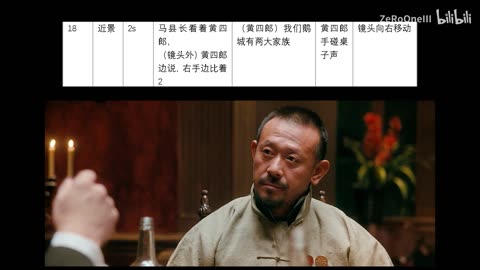 ZeRoOneIII bilibili
18 近景 2s 马县长看着黄四 （黄四郎）我们鹅 黄四郎 镜头向右移动
郎， 城有两大家族 手碰桌
（镜头外）黄四郎 子声
边说，右手边比着
2